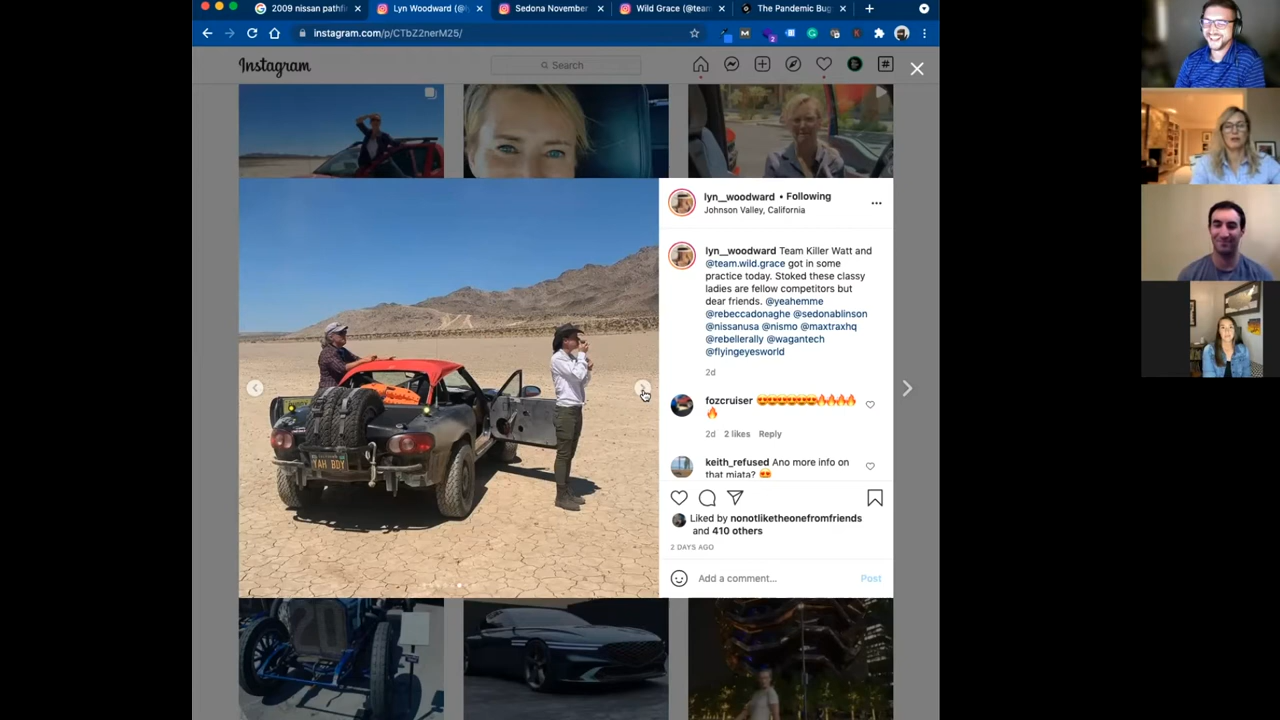 2009 nissan pathfi
Lyn Woodward (@l
Sedona November
Wild Grace (@team
The Pandemic Bug
instagram.com/p/CTbZ2nerM25/
Instagram
Search
lyn__woodward • Following
Johnson Valley, California
lyn__woodward Team Killer Watt and
@team.wild.grace got in some
practice today. Stoked these classy
ladies are fellow competitors but
dear friends. @yeahemme
@rebeccadonaghe @sedonablinson
@nissanusa @nismo @maxtraxhq
@rebellerally @wagantech
@flyingeyesworld
2d
fozcruiser
2d 2 likes Reply
keith_refused Ano more info on
that miata?
Liked by nonotliketheonefromfriends
and 410 others
2 DAYS AGO
Add a comment... Post
YAH BDY
20